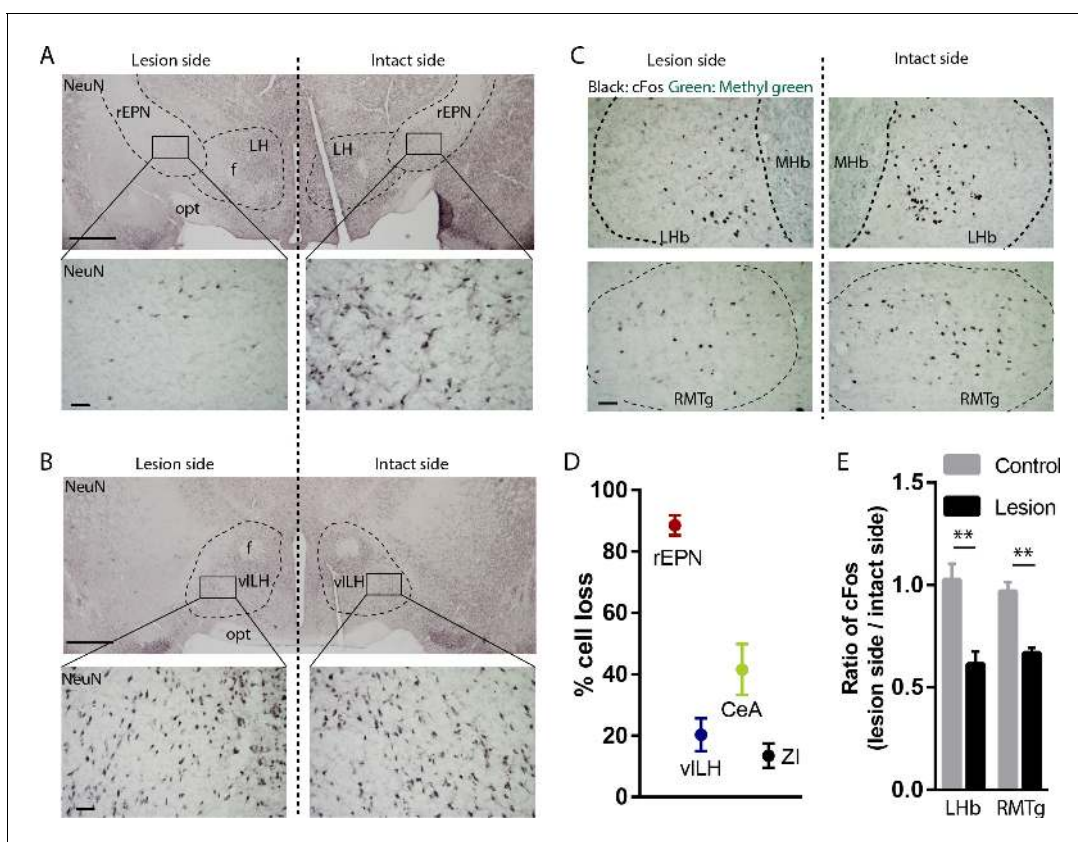 A
Lesion side
Intact side
NeuN
rEPN
rEPN
LH
LH
f
opt
NeuN
B
Lesion side
Intact side
NeuN
f
vlLH
vlLH
opt
NeuN
C
Lesion side
Intact side
Black: cFos Green: Methyl green
MHb
MHb
LHb
LHb
RMTg
RMTg
D
% cell loss
100
80
60
40
20
0
rEPN
vlLH
CeA
ZI
E
Control
Lesion
Ratio of cFos
(lesion side / intact side)
1.5
1.0
0.5
0.0
**
**
LHb RMTg